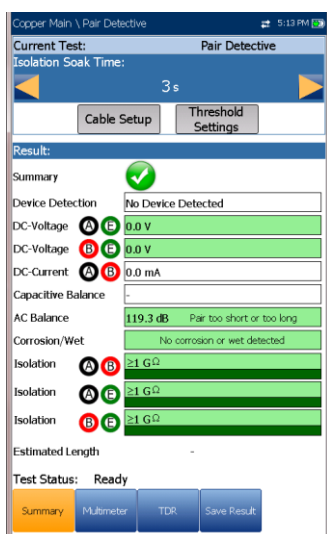 Copper Main \ Pair Detective 5:13 PM
Current Test: Pair Detective
Isolation Soak Time:
3 s
Cable Setup
Threshold
Settings
Result:
Summary
Device Detection No Device Detected
DC-Voltage A E 0.0 V
DC-Voltage B E 0.0 V
DC-Current A B 0.0 mA
Capacitive Balance -
AC Balance 119.3 dB Pair too short or too long
Corrosion/Wet No corrosion or wet detected
Isolation A B ≥1 GΩ
Isolation A E ≥1 GΩ
Isolation B E ≥1 GΩ
Estimated Length -
Test Status: Ready
Summary Multimeter TDR Save Result